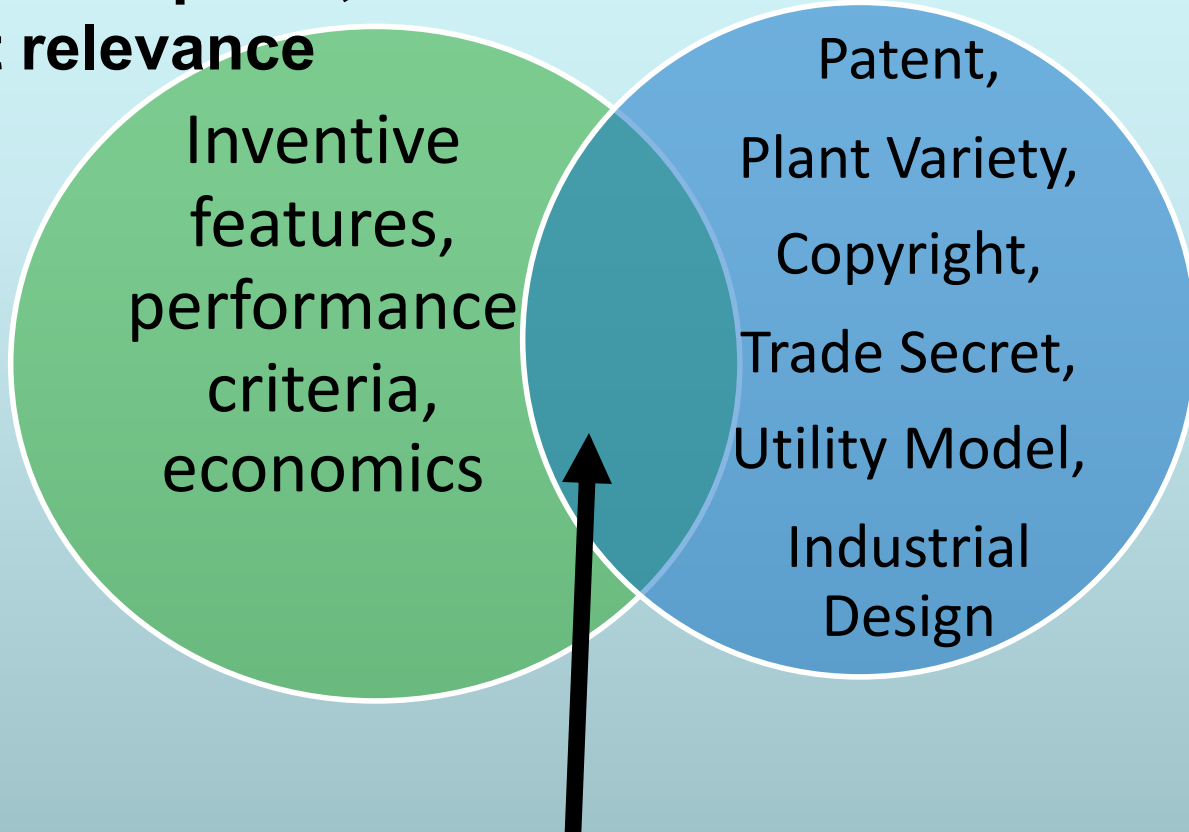 relevance
Inventive
features,
performance
criteria,
economics
Patent,
Plant Variety,
Copyright,
Trade Secret,
Utility Model,
Industrial
Design